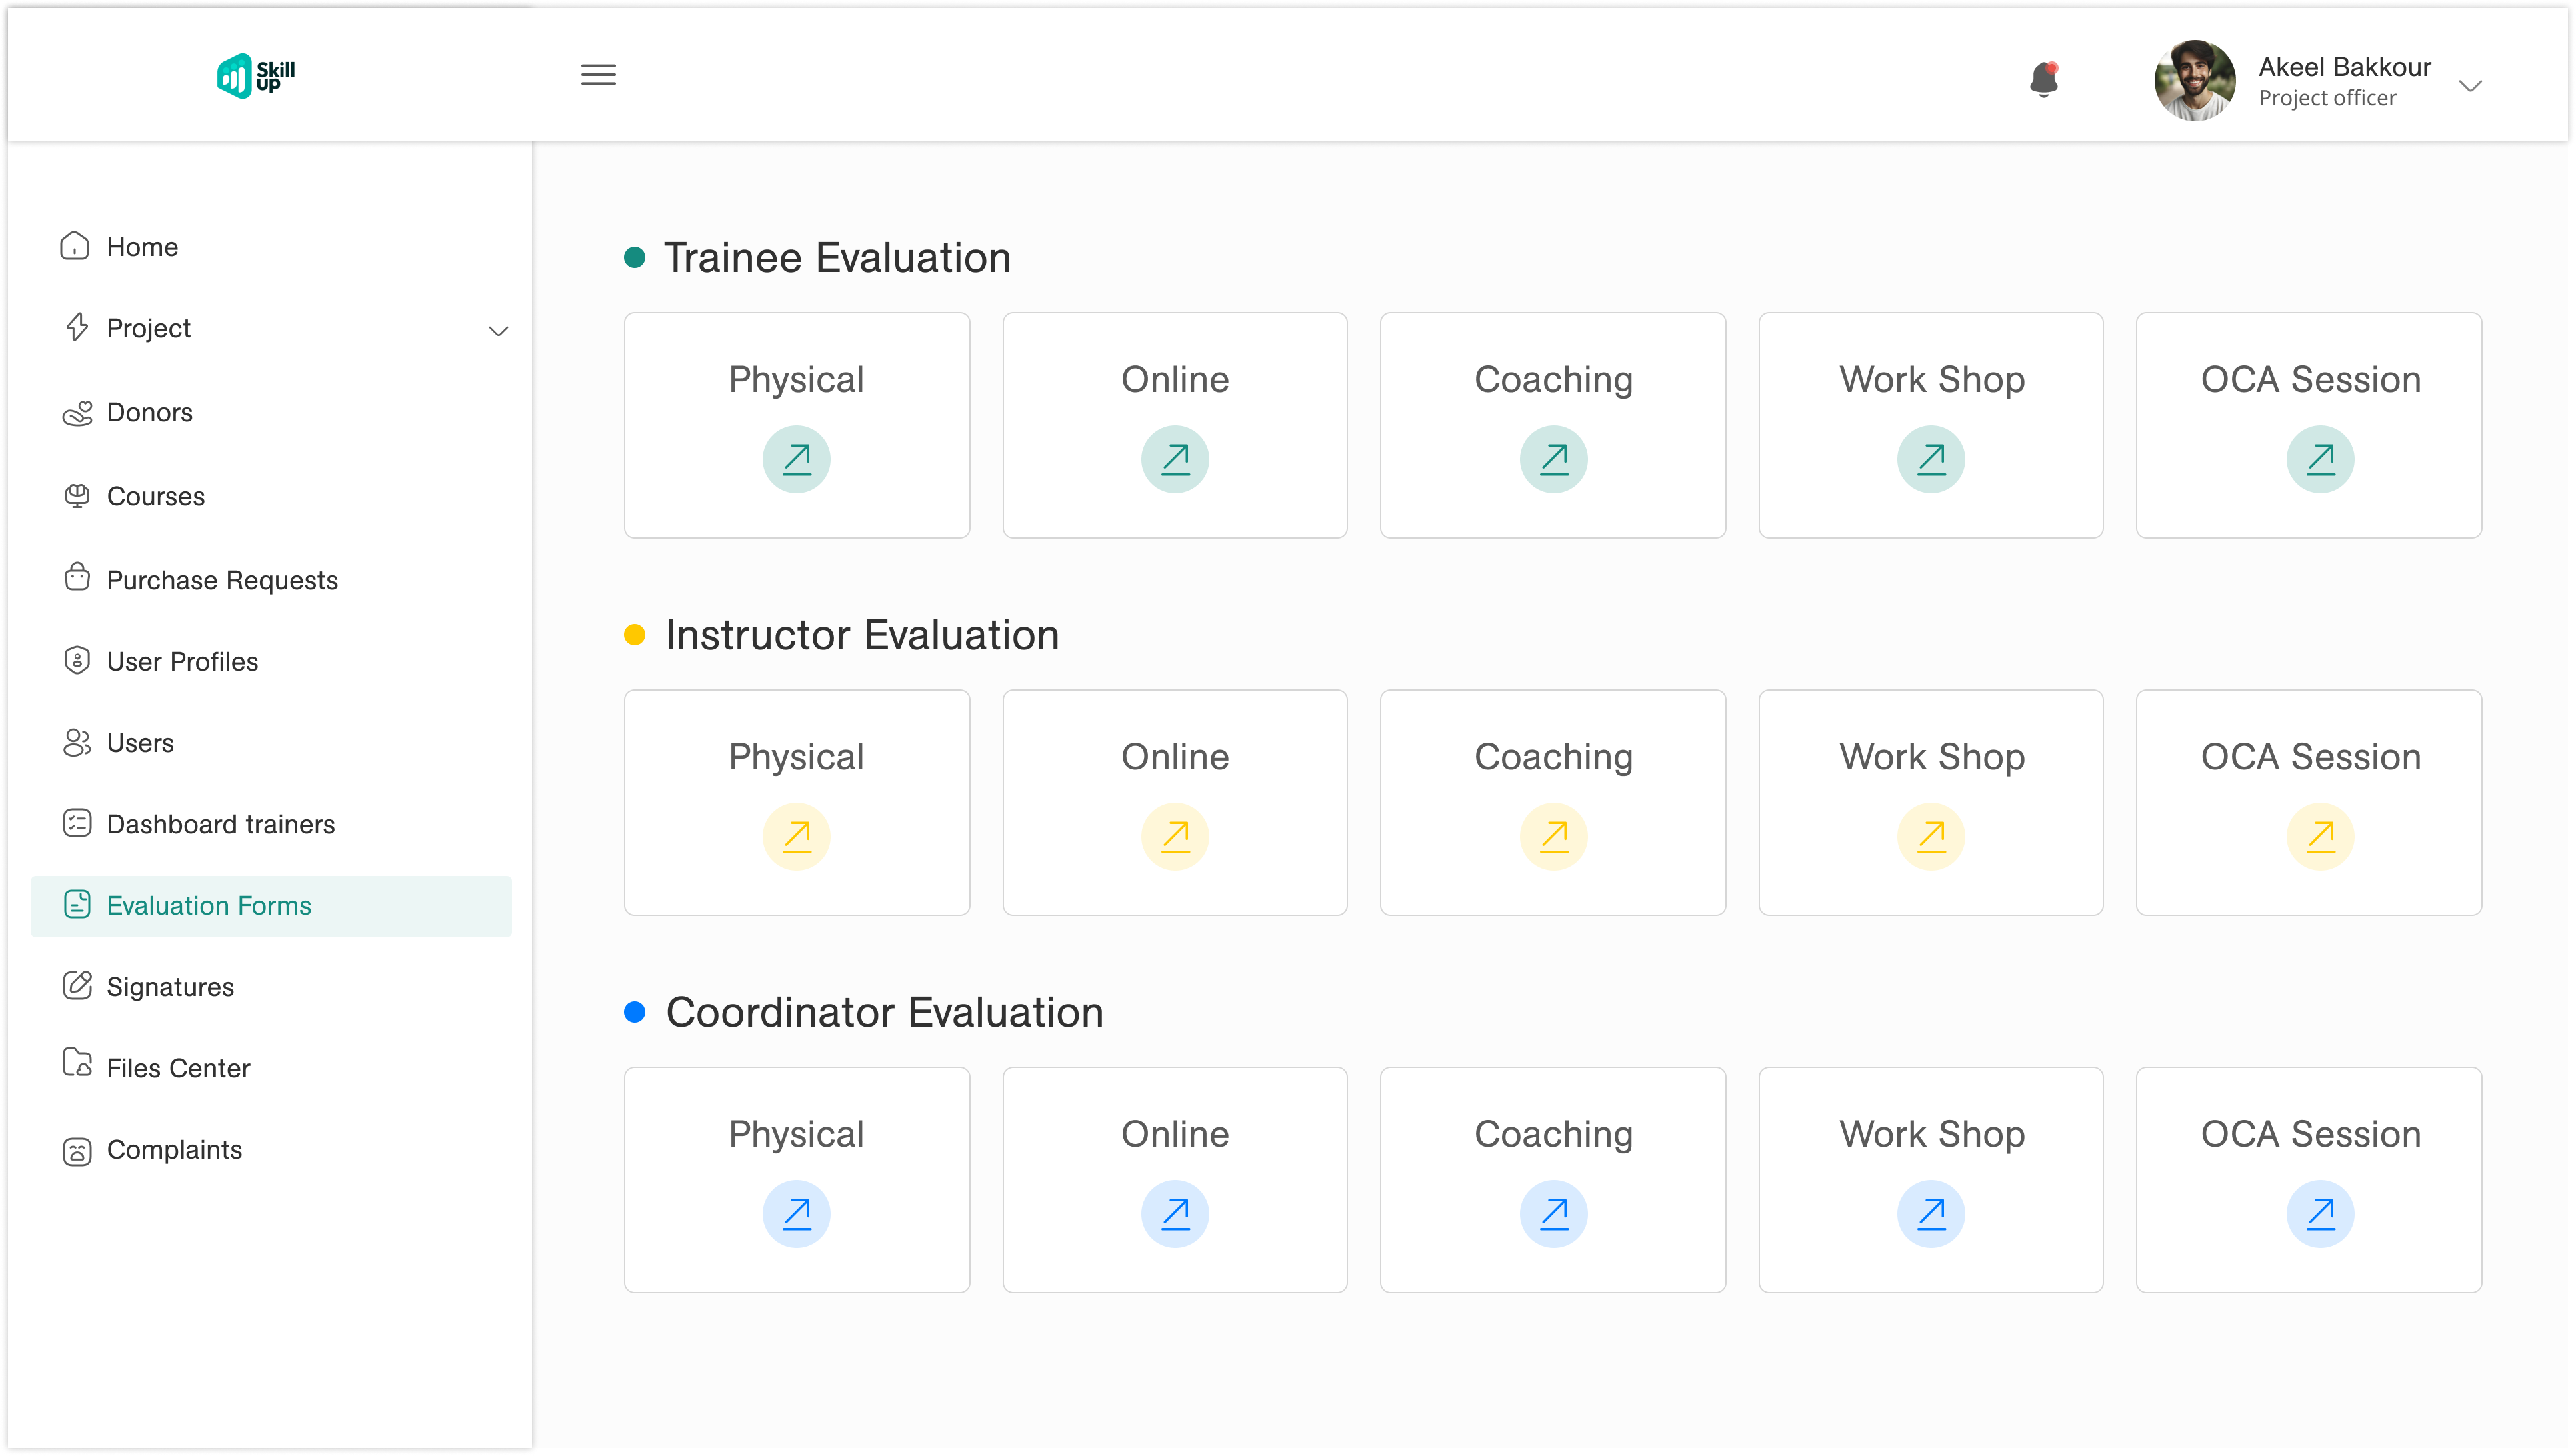 Skill
UP
Akeel Bakkour
Project officer
Home
Project
Donors
Courses
Purchase Requests
User Profiles
Users
Dashboard trainers
Evaluation Forms
Signatures
Files Center
Complaints
Trainee Evaluation
Physical
Online
Coaching
Work Shop
OCA Session
Instructor Evaluation
Physical
Online
Coaching
Work Shop
OCA Session
Coordinator Evaluation
Physical
Online
Coaching
Work Shop
OCA Session